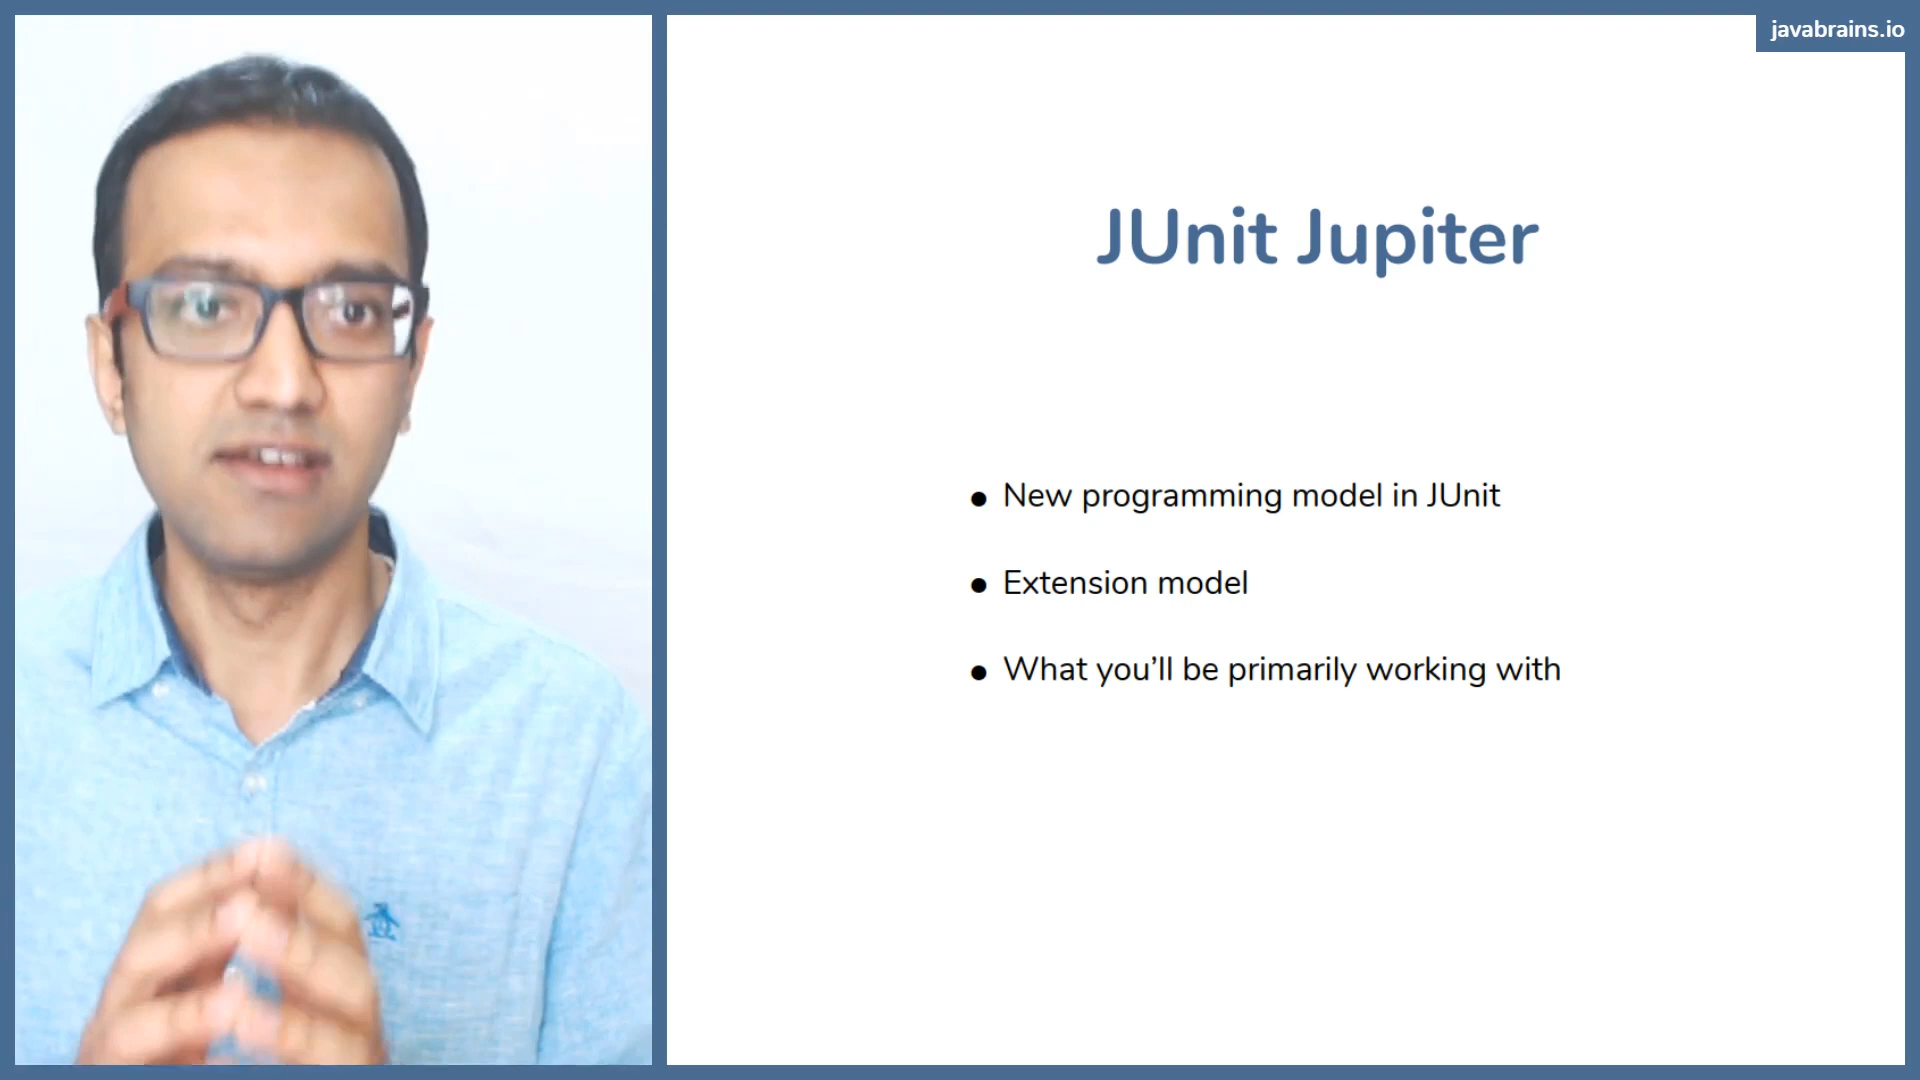 javabrains.io
JUnit Jupiter
● New programming model in JUnit
● Extension model
● What you’ll be primarily working with